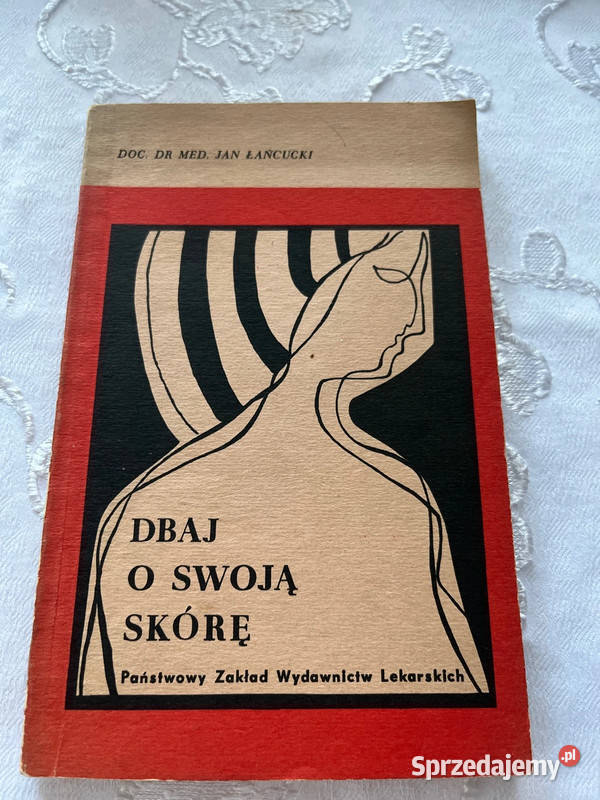 DOC. DR MED. JAN ŁAŃCUCKI
DBAJ
O SWOJĄ
SKÓRĘ
Państwowy Zakład Wydawnictw Lekarskich
Sprzedajemy.pl